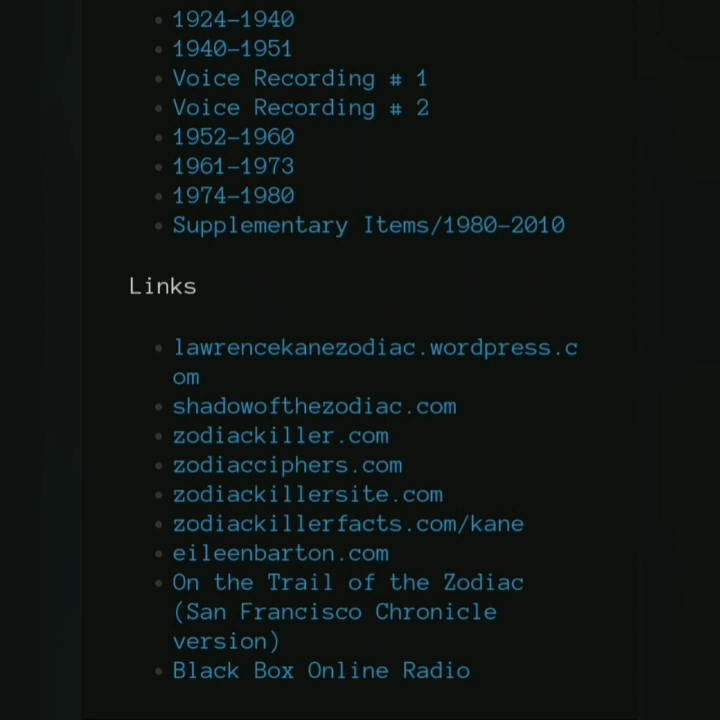 1924–1940
1940–1951
Voice Recording # 1
Voice Recording # 2
1952–1960
1961–1973
1974–1980
Supplementary Items/1980–2010
Links
lawrencekanezodiac.wordpress.c
om
shadowofthezodiac.com
zodiackiller.com
zodiacciphers.com
zodiackillersite.com
zodiackillerfacts.com/kane
eileenbarton.com
On the Trail of the Zodiac
(San Francisco Chronicle
version)
Black Box Online Radio